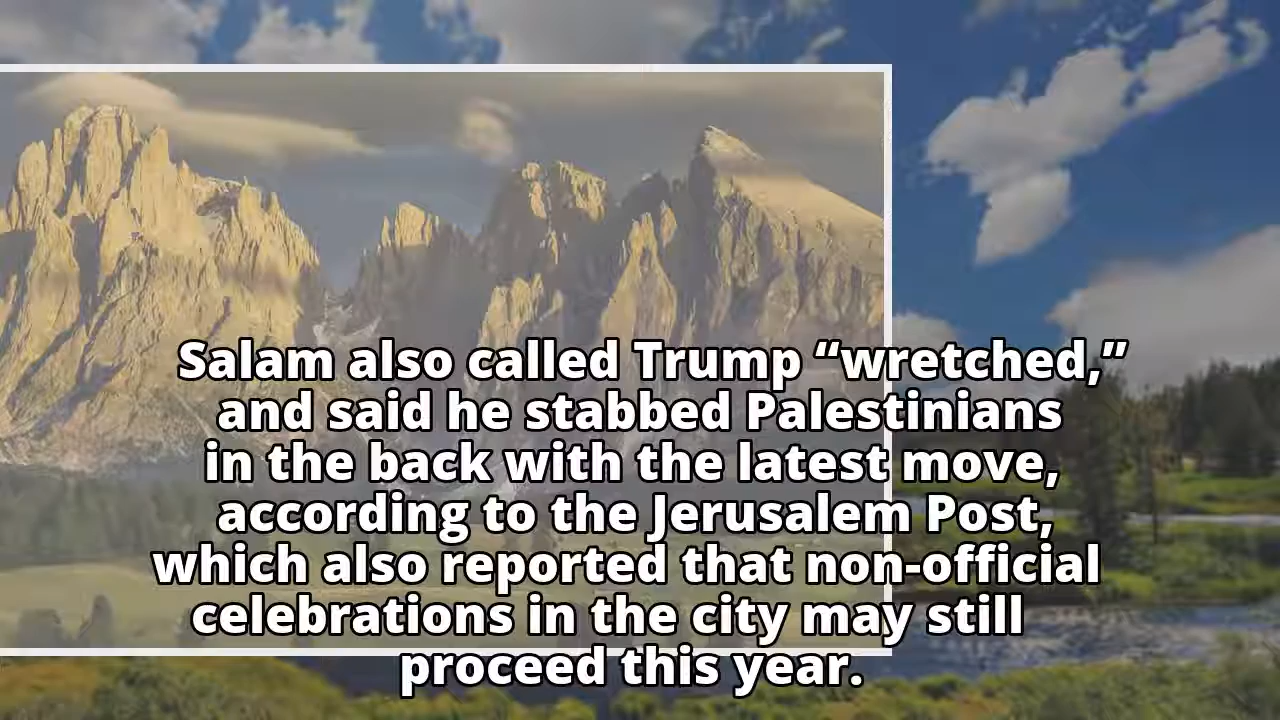 Salam also called Trump “wretched,”
and said he stabbed Palestinians
in the back with the latest move,
according to the Jerusalem Post,
which also reported that non-official
celebrations in the city may still
proceed this year.